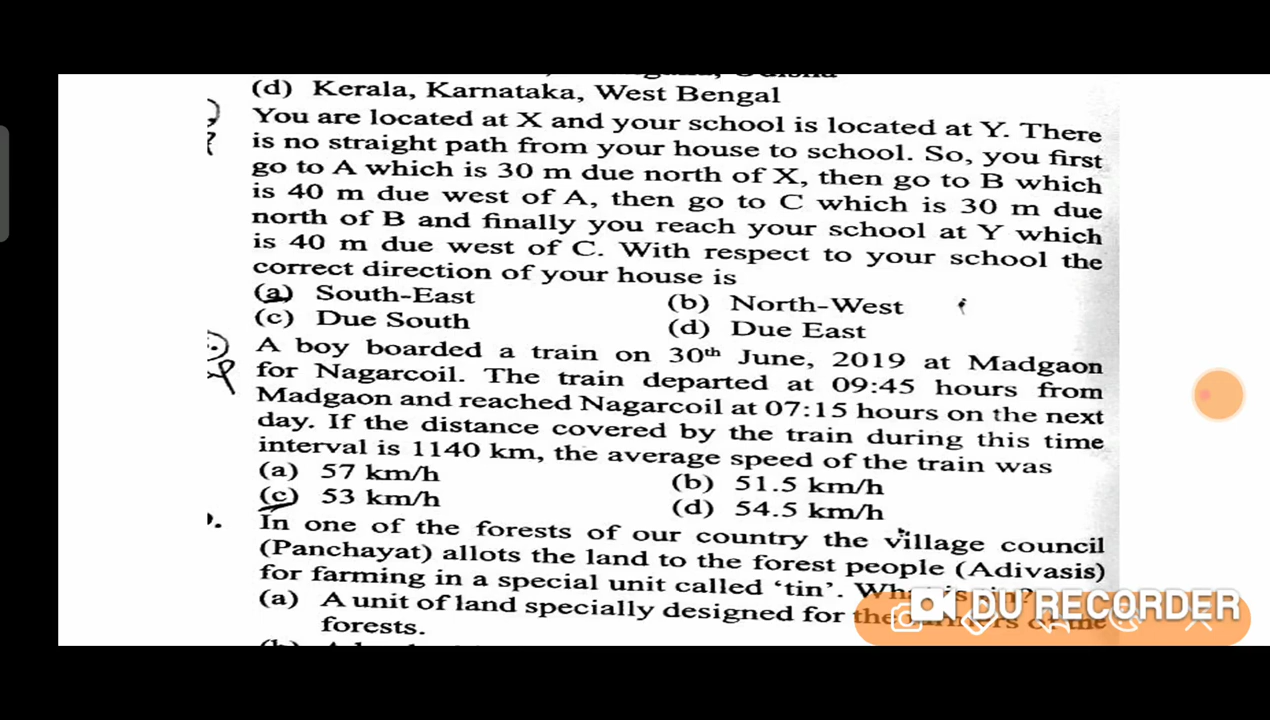 Odisha
(d) Kerala, Karnataka, West Bengal
You are located at X and your school is located at Y. There
is no straight path from your house to school. So, you first
go to A which is 30 m due north of X, then go to B which
is 40 m due west of A, then go to C which is 30 m due
north of B and finally you reach your school at Y which
is 40 m due west of C. With respect to your school the
correct direction of your house is
(a) South-East (b) North-West
(c) Due South (d) Due East
A boy boarded a train on 30th June, 2019 at Madgaon
for Nagarcoil. The train departed at 09:45 hours from
Madgaon and reached Nagarcoil at 07:15 hours on the next
day. If the distance covered by the train during this time
interval is 1140 km, the average speed of the train was
(a) 57 km/h (b) 51.5 km/h
(c) 53 km/h (d) 54.5 km/h
In one of the forests of our country the village council
(Panchayat) allots the land to the forest people (Adivasis)
for farming in a special unit called ‘tin’. What is tin?
(a) A unit of land specially designed for the farmers of the
forests.
DU RECORDER